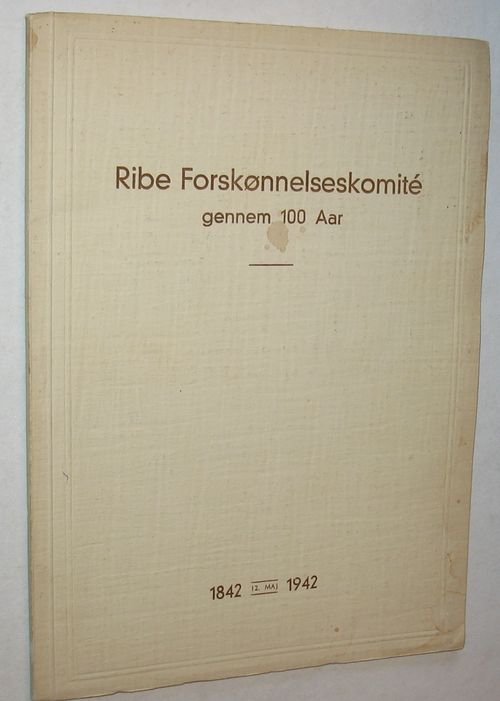 Ribe Forskønnelseskomité
gennem 100 Aar
1842 12. MAJ 1942